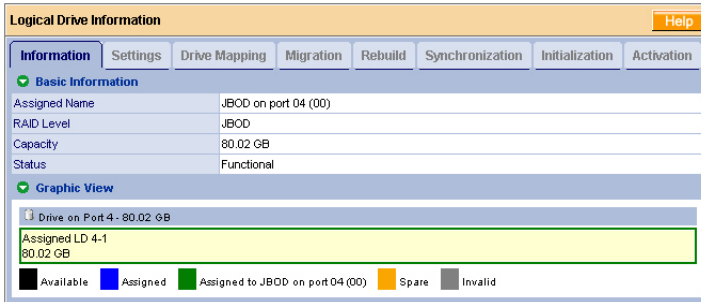 Logical Drive Information Help
Information Settings Drive Mapping Migration Rebuild Synchronization Initialization Activation
Basic Information
Assigned Name JBOD on port 04 (00)
RAID Level JBOD
Capacity 80.02 GB
Status Functional
Graphic View
Drive on Port 4 - 80.02 GB
Assigned LD 4-1
80.02 GB
Available Assigned Assigned to JBOD on port 04 (00) Spare Invalid